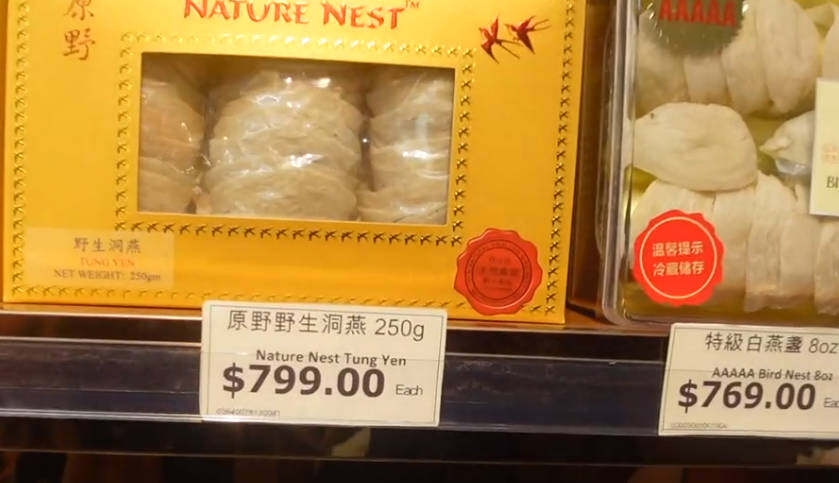 原
野
NATURE NEST™
野生洞燕
TUNG YEN
NET WEIGHT: 250gm
AAAAA
溫馨提示
冷藏儲存
原野野生洞燕 250g
Nature Nest Tung Yen
$799.00 Each
特級白燕盞 8oz
AAAAA Bird Nest 8oz
$769.00